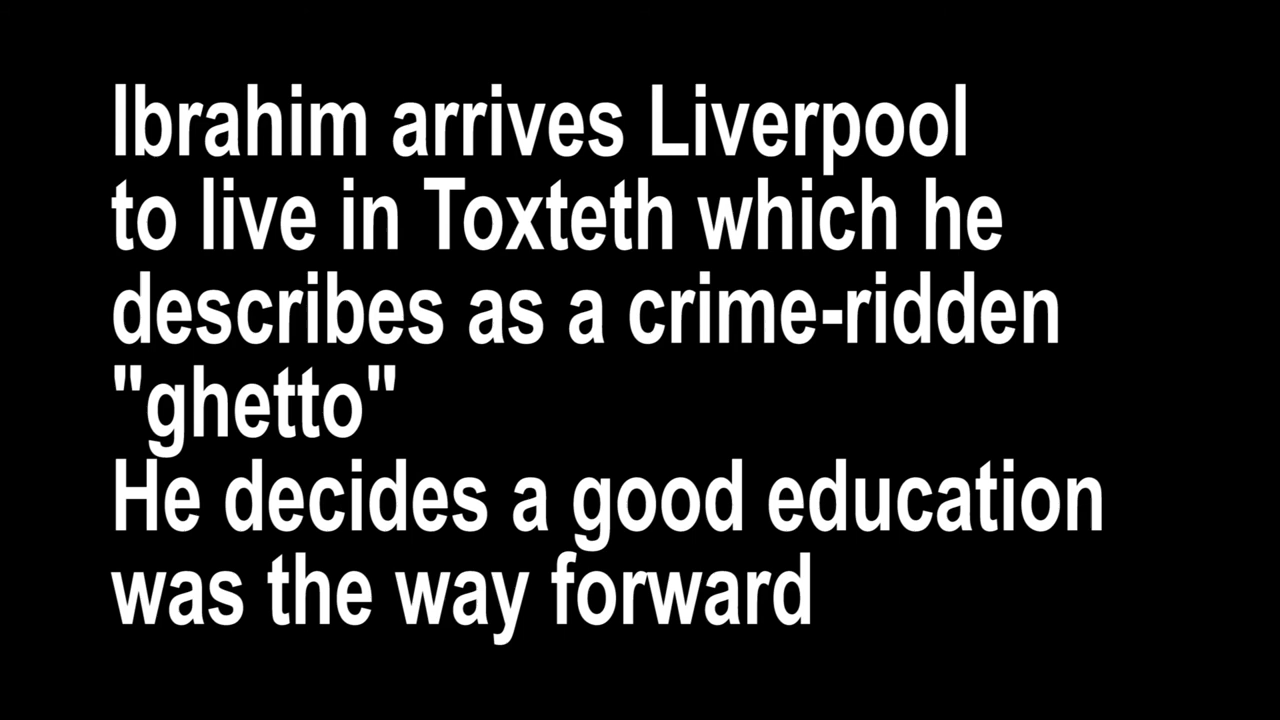 Ibrahim arrives Liverpool
to live in Toxteth which he
describes as a crime-ridden
"ghetto"
He decides a good education
was the way forward